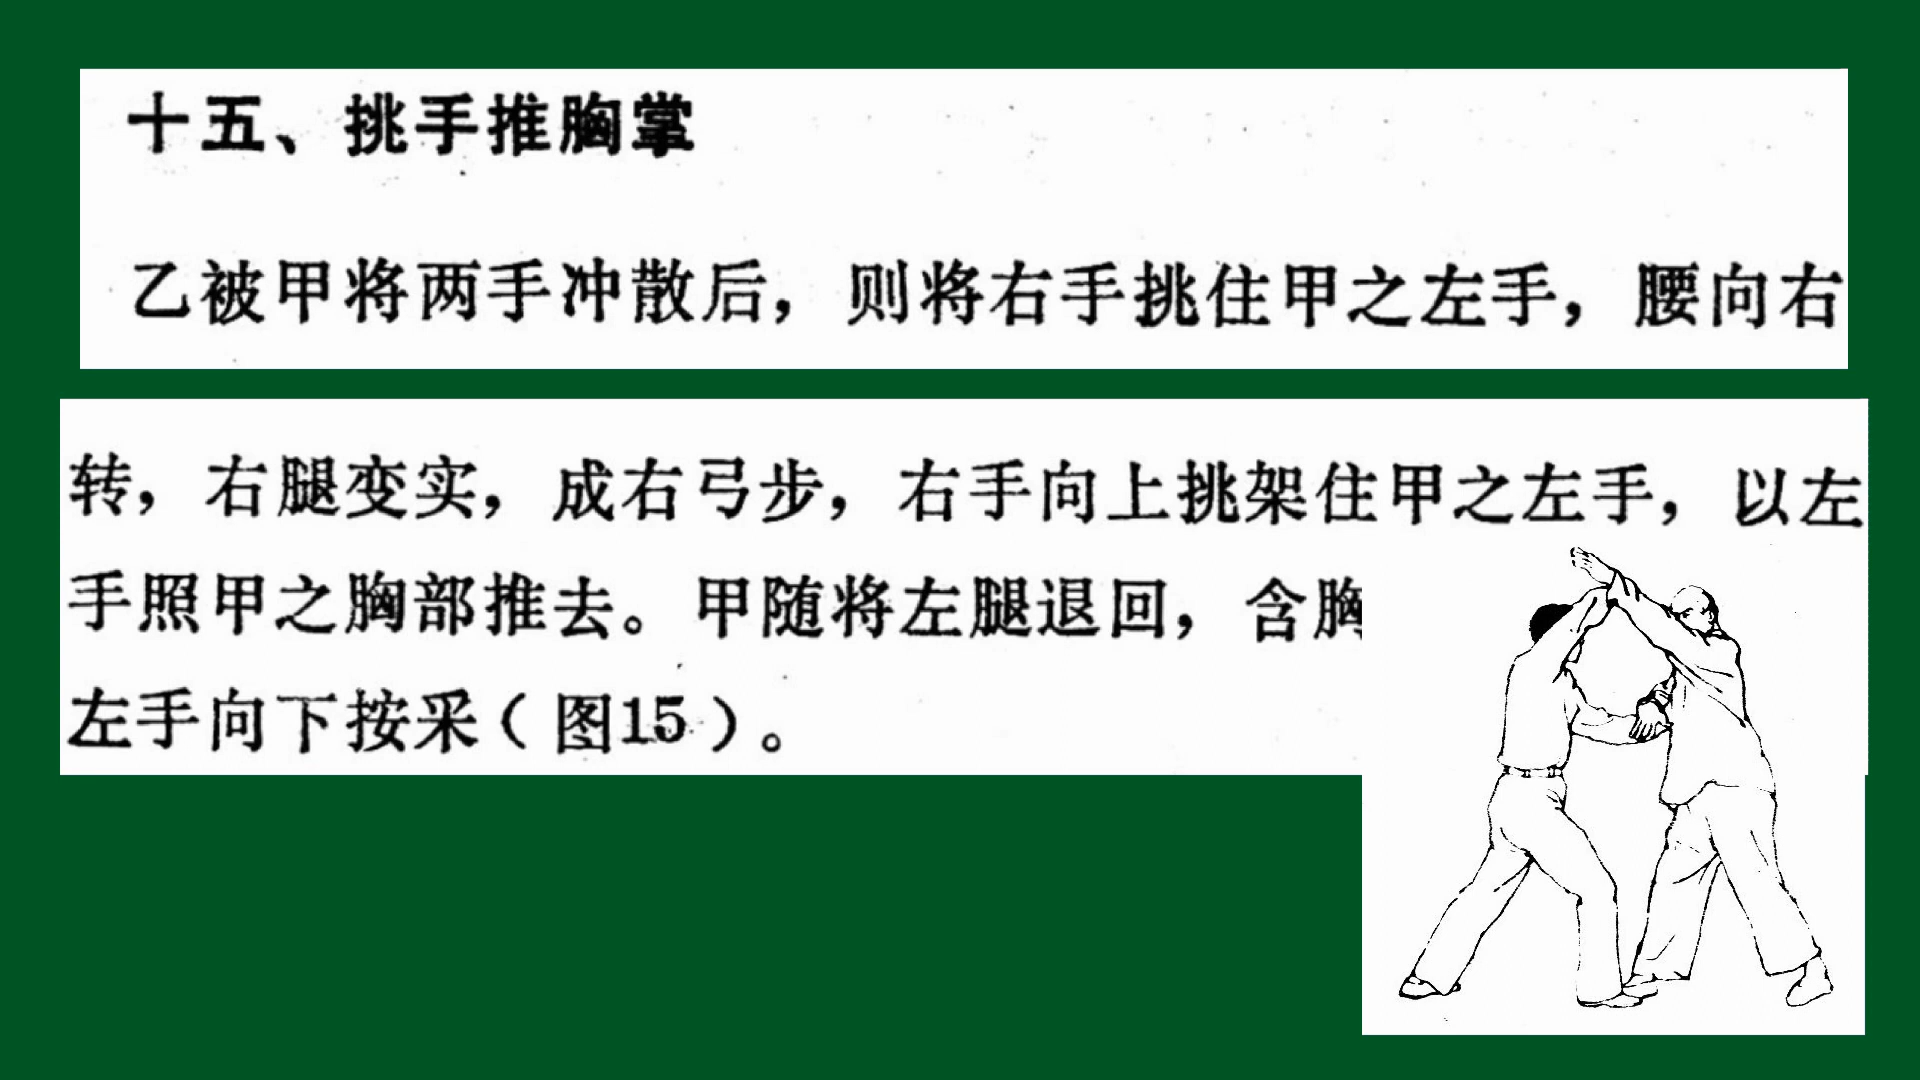 十五、挑手推胸掌
乙被甲将两手冲散后，则将右手挑住甲之左手，腰向右
转，右腿变实，成右弓步，右手向上挑架住甲之左手，以左
手照甲之胸部推去。甲随将左腿退回，含胸
左手向下按采（图15）。